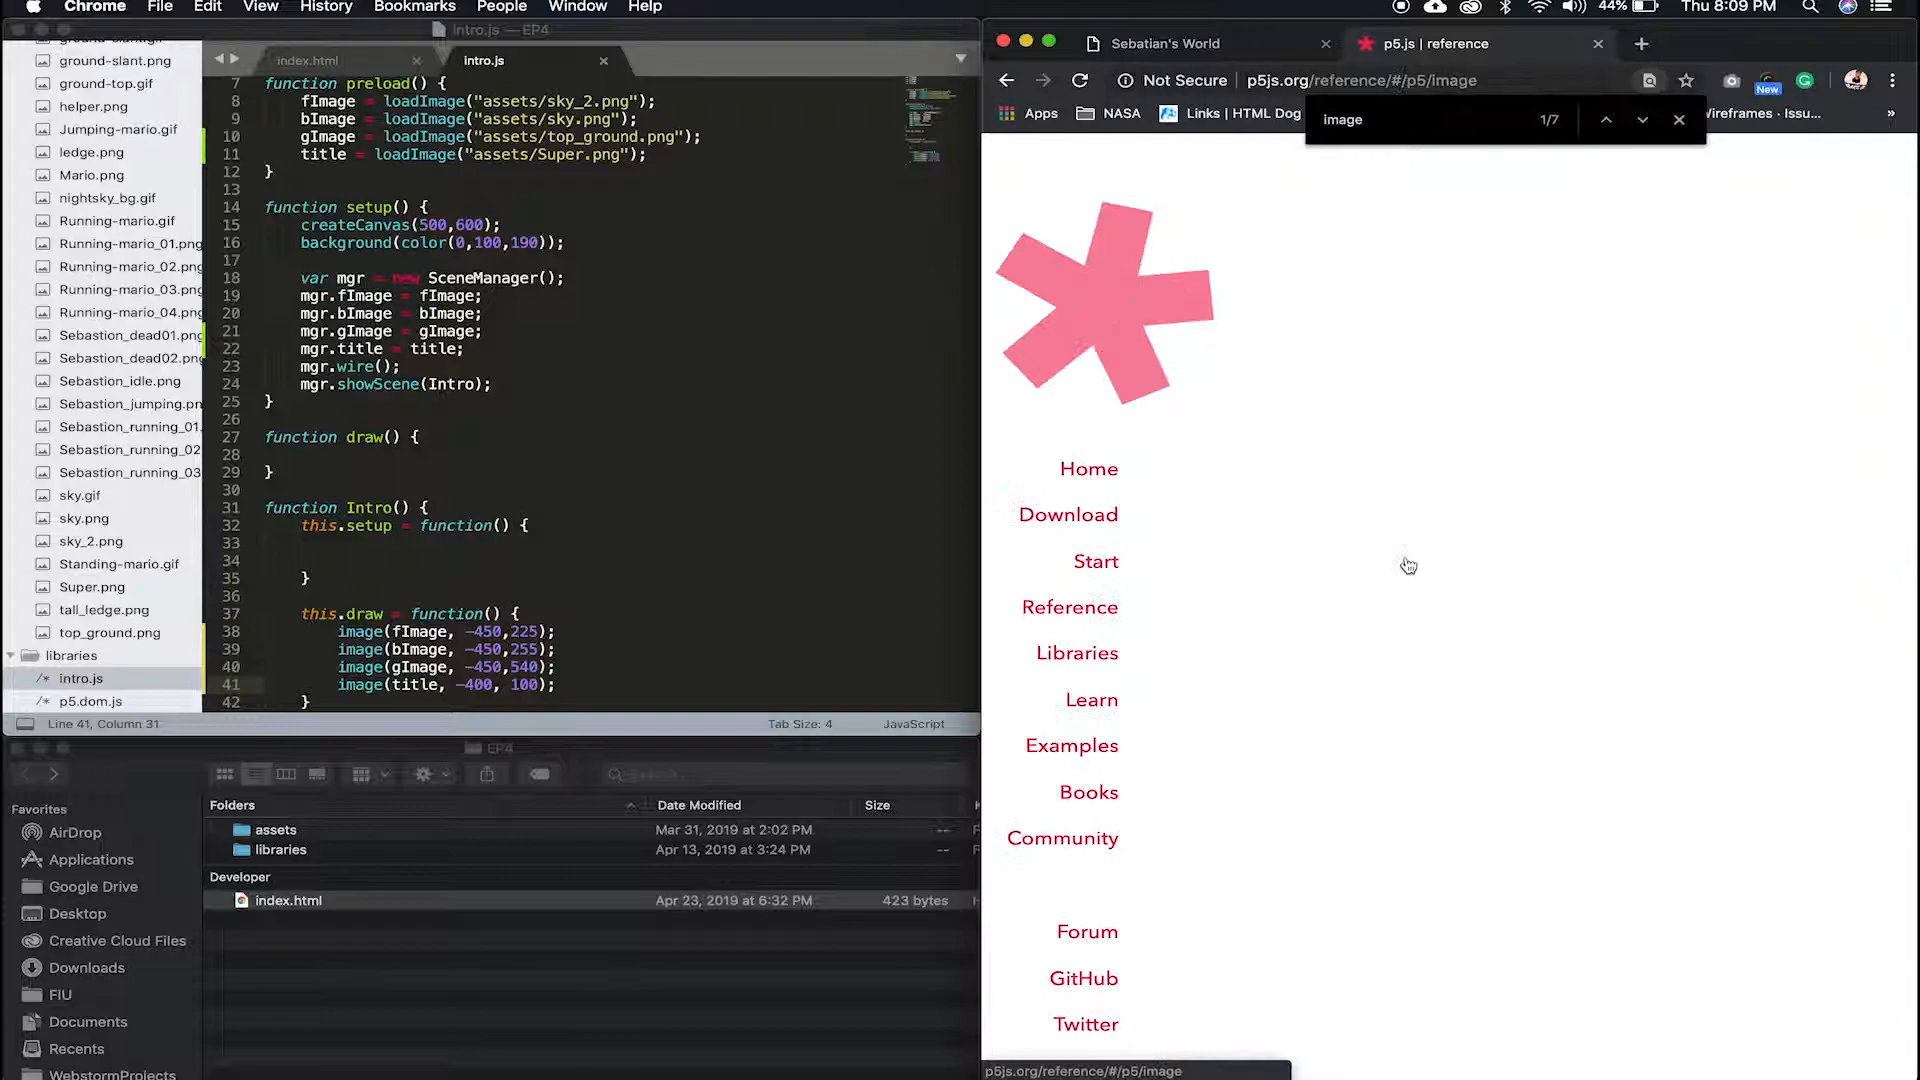 Chrome File Edit View History Bookmarks People Window Help
44% Thu 8:09 PM
intro.js — EP4
ground-slant.gif
ground-slant.png
ground-top.gif
helper.png
Jumping-mario.gif
ledge.png
Mario.png
nightsky_bg.gif
Running-mario.gif
Running-mario_01.png
Running-mario_02.png
Running-mario_03.png
Running-mario_04.png
Sebastion_dead01.png
Sebastion_dead02.png
Sebastion_idle.png
Sebastion_jumping.pn
Sebastion_running_01.
Sebastion_running_02
Sebastion_running_03
sky.gif
sky.png
sky_2.png
Standing-mario.gif
Super.png
tall_ledge.png
top_ground.png
libraries
/* intro.js
/* p5.dom.js
index.html
intro.js
7 function preload() {
8 fImage = loadImage("assets/sky_2.png");
9 bImage = loadImage("assets/sky.png");
10 gImage = loadImage("assets/top_ground.png");
11 title = loadImage("assets/Super.png");
12 }
13
14 function setup() {
15 createCanvas(500,600);
16 background(color(0,100,190));
17
18 var mgr = new SceneManager();
19 mgr.fImage = fImage;
20 mgr.bImage = bImage;
21 mgr.gImage = gImage;
22 mgr.title = title;
23 mgr.wire();
24 mgr.showScene(Intro);
25 }
26
27 function draw() {
28
29 }
30
31 function Intro() {
32 this.setup = function() {
33
34
35 }
36
37 this.draw = function() {
38 image(fImage, -450,225);
39 image(bImage, -450,255);
40 image(gImage, -450,540);
41 image(title, -400, 100);
42 }
Line 41, Column 31 Tab Size: 4 JavaScript
EP4
Search
Favorites
AirDrop
Applications
Google Drive
Desktop
Creative Cloud Files
Downloads
FIU
Documents
Recents
WebstormProjects
Folders Date Modified Size
assets Mar 31, 2019 at 2:02 PM --
libraries Apr 13, 2019 at 3:24 PM --
Developer
index.html Apr 23, 2019 at 6:32 PM 423 bytes
Sebatian's World
p5.js | reference
Not Secure p5js.org/reference/#/p5/image
New
Apps NASA Links | HTML Dog Wireframes - Issu... »
image 1/7
Home
Download
Start
Reference
Libraries
Learn
Examples
Books
Community
Forum
GitHub
Twitter
p5js.org/reference/#/p5/image